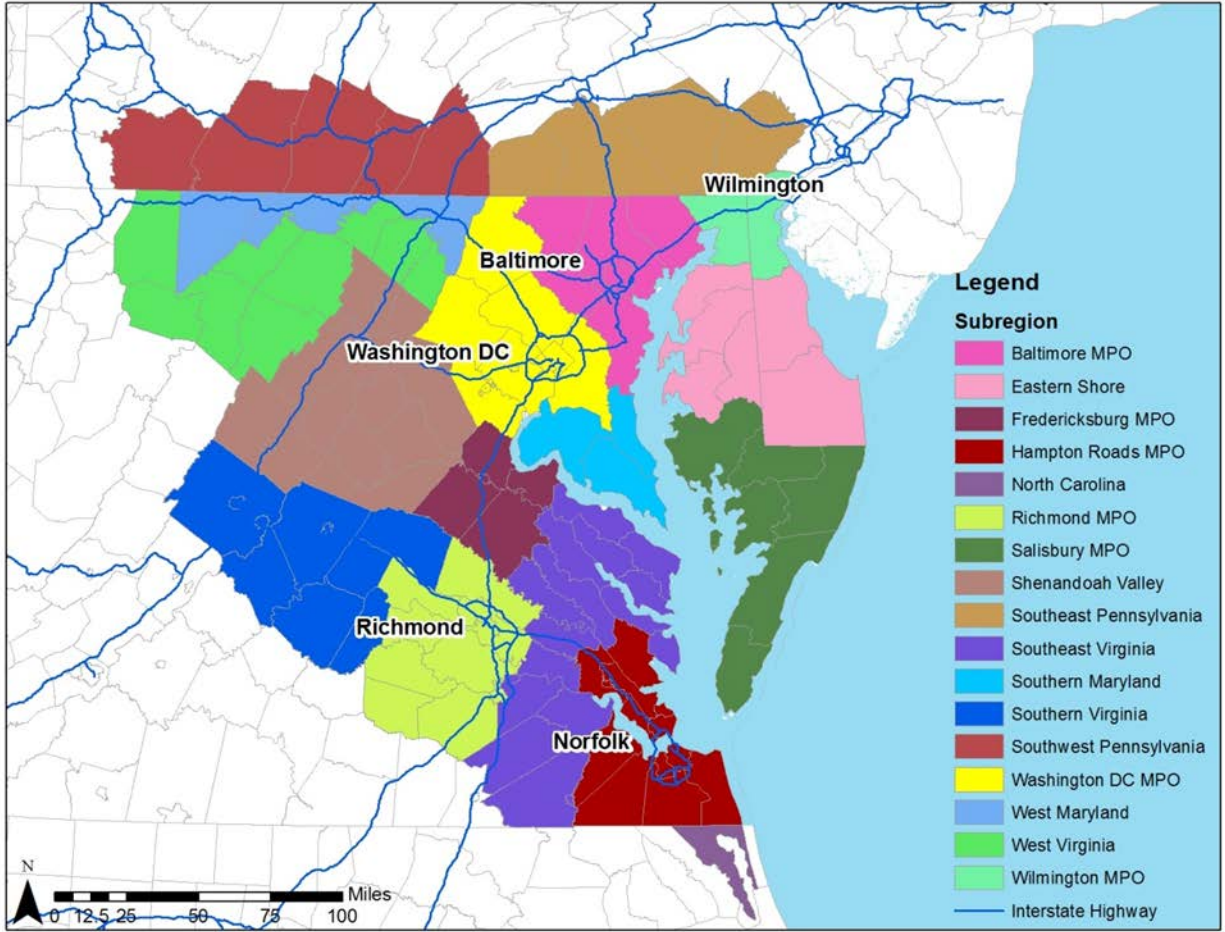 Wilmington
Baltimore
Washington DC
Richmond
Norfolk
Legend
Subregion
Baltimore MPO
Eastern Shore
Fredericksburg MPO
Hampton Roads MPO
North Carolina
Richmond MPO
Salisbury MPO
Shenandoah Valley
Southeast Pennsylvania
Southeast Virginia
Southern Maryland
Southern Virginia
Southwest Pennsylvania
Washington DC MPO
West Maryland
West Virginia
Wilmington MPO
Interstate Highway
N
Miles
0 12.5 25 50 75 100